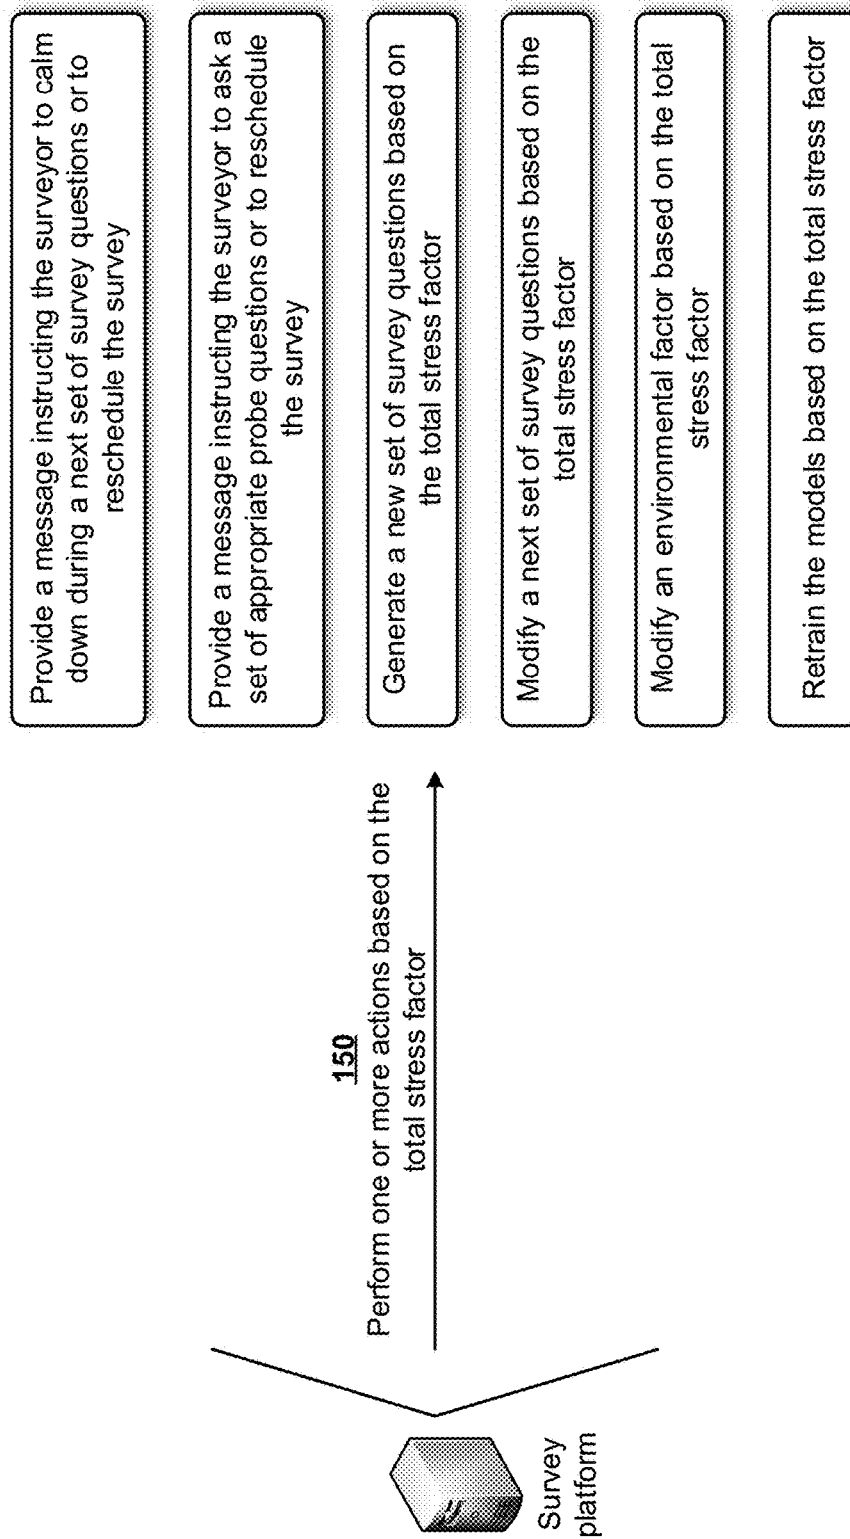 Survey
platform
150
Perform one or more actions based on the
total stress factor
Provide a message instructing the surveyor to calm
down during a next set of survey questions or to
reschedule the survey
Provide a message instructing the surveyor to ask a
set of appropriate probe questions or to reschedule
the survey
Generate a new set of survey questions based on
the total stress factor
Modify a next set of survey questions based on the
total stress factor
Modify an environmental factor based on the total
stress factor
Retrain the models based on the total stress factor